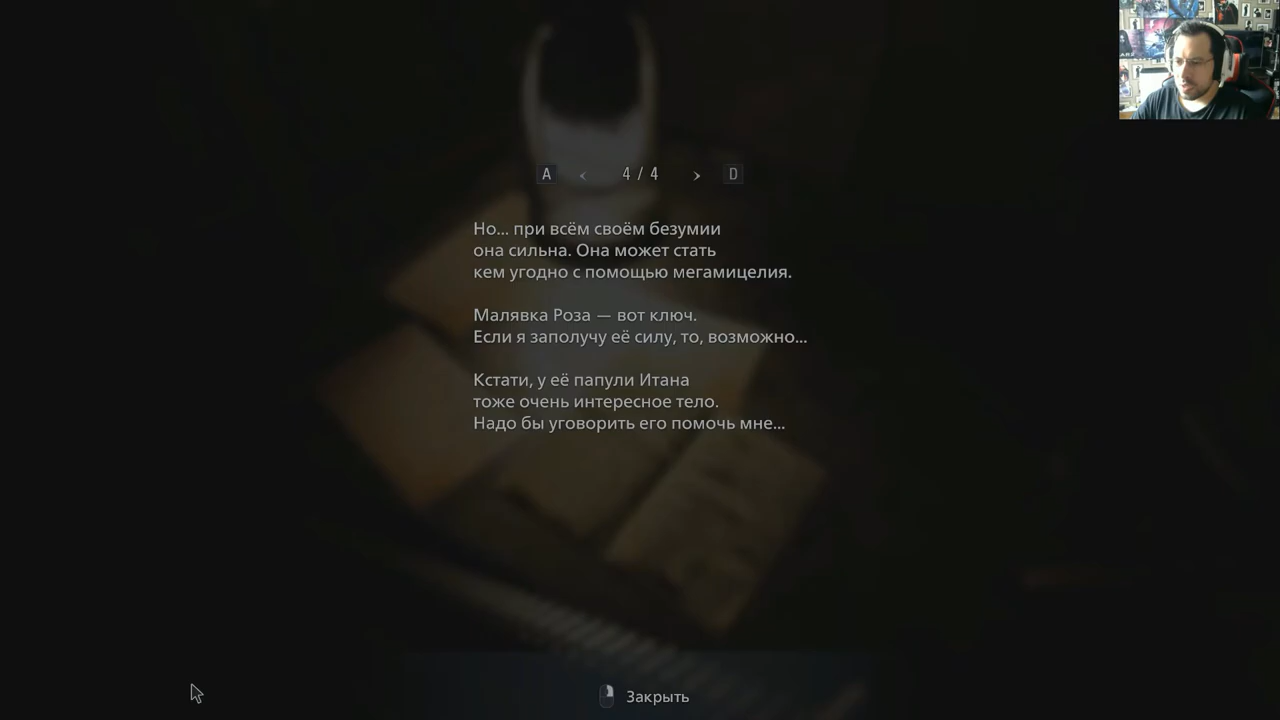 A < 4 / 4 > D
Но... при всём своём безумии
она сильна. Она может стать
кем угодно с помощью мегамицелия.
Малявка Роза — вот ключ.
Если я заполучу её силу, то, возможно...
Кстати, у её папули Итана
тоже очень интересное тело.
Надо бы уговорить его помочь мне...
Закрыть